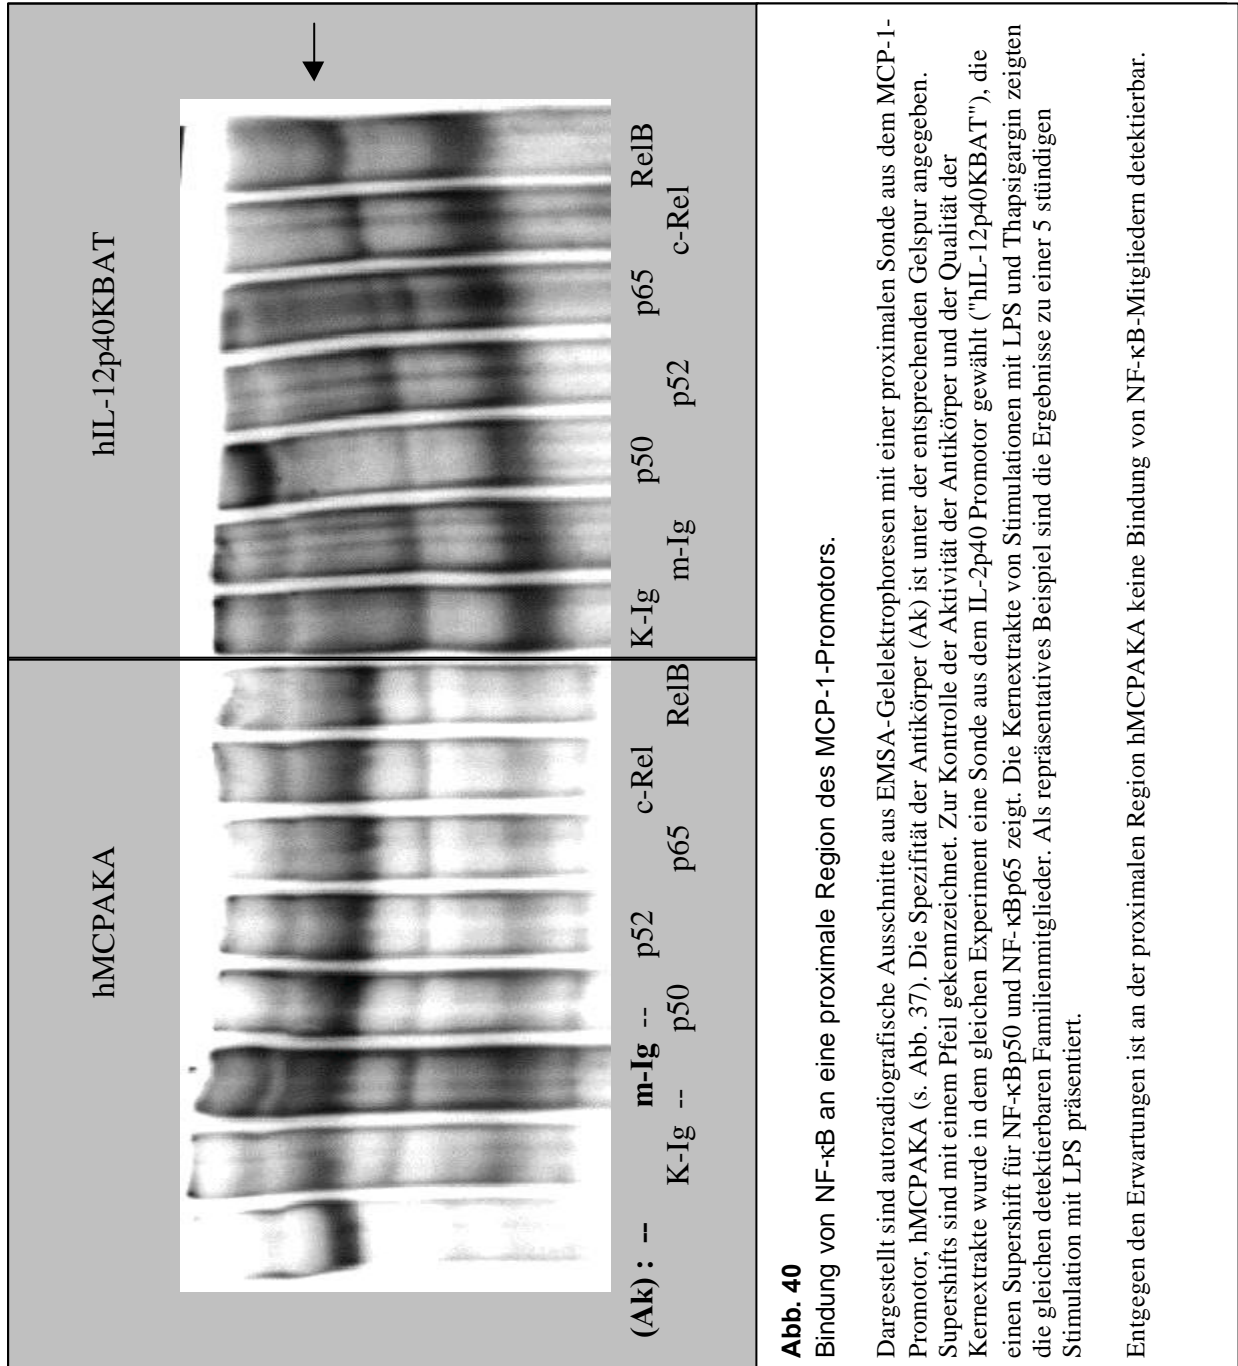 hMCPAKA
hIL-12p40KBAT
(Ak) : -- m-Ig -- p52 c-Rel K-Ig p50 p65 RelB
K-Ig -- p50 p65 RelB m-Ig p52 c-Rel
Abb. 40
Bindung von NF-κB an eine proximale Region des MCP-1-Promotors.
Dargestellt sind autoradiografische Ausschnitte aus EMSA-Gelelektrophoresen mit einer proximalen Sonde aus dem MCP-1-
Promotor, hMCPAKA (s. Abb. 37). Die Spezifität der Antikörper (Ak) ist unter der entsprechenden Gelspur angegeben.
Supershifts sind mit einem Pfeil gekennzeichnet. Zur Kontrolle der Aktivität der Antikörper und der Qualität der
Kernextrakte wurde in dem gleichen Experiment eine Sonde aus dem IL-2p40 Promotor gewählt ("hIL-12p40KBAT"), die
einen Supershift für NF-κBp50 und NF-κBp65 zeigt. Die Kernextrakte von Stimulationen mit LPS und Thapsigargin zeigten
die gleichen detektierbaren Familienmitglieder. Als repräsentatives Beispiel sind die Ergebnisse zu einer 5 stündigen
Stimulation mit LPS präsentiert.
Entgegen den Erwartungen ist an der proximalen Region hMCPAKA keine Bindung von NF-κB-Mitgliedern detektierbar.